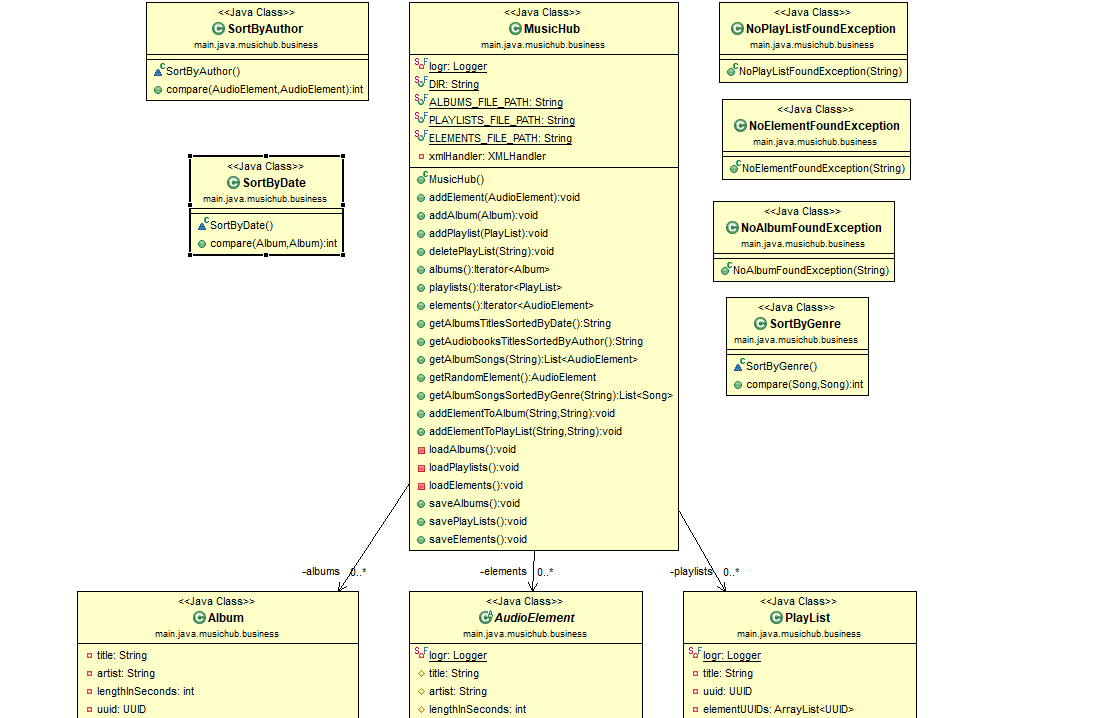 <<Java Class>>
SortByAuthor
main.java.musichub.business
SortByAuthor()
compare(AudioElement,AudioElement):int
<<Java Class>>
SortByDate
main.java.musichub.business
SortByDate()
compare(Album,Album):int
<<Java Class>>
MusicHub
main.java.musichub.business
logr: Logger
DIR: String
ALBUMS_FILE_PATH: String
PLAYLISTS_FILE_PATH: String
ELEMENTS_FILE_PATH: String
xmlHandler: XMLHandler
MusicHub()
addElement(AudioElement):void
addAlbum(Album):void
addPlaylist(PlayList):void
deletePlayList(String):void
albums():Iterator<Album>
playlists():Iterator<PlayList>
elements():Iterator<AudioElement>
getAlbumsTitlesSortedByDate():String
getAudiobooksTitlesSortedByAuthor():String
getAlbumSongs(String):List<AudioElement>
getRandomElement():AudioElement
getAlbumSongsSortedByGenre(String):List<Song>
addElementToAlbum(String,String):void
addElementToPlayList(String,String):void
loadAlbums():void
loadPlaylists():void
loadElements():void
saveAlbums():void
savePlayLists():void
saveElements():void
<<Java Class>>
NoPlayListFoundException
main.java.musichub.business
NoPlayListFoundException(String)
<<Java Class>>
NoElementFoundException
main.java.musichub.business
NoElementFoundException(String)
<<Java Class>>
NoAlbumFoundException
main.java.musichub.business
NoAlbumFoundException(String)
<<Java Class>>
SortByGenre
main.java.musichub.business
SortByGenre()
compare(Song,Song):int
-albums 0..*
-elements 0..*
-playlists 0..*
<<Java Class>>
Album
main.java.musichub.business
title: String
artist: String
lengthInSeconds: int
uuid: UUID
<<Java Class>>
AudioElement
main.java.musichub.business
logr: Logger
title: String
artist: String
lengthInSeconds: int
<<Java Class>>
PlayList
main.java.musichub.business
logr: Logger
title: String
uuid: UUID
elementUUIDs: ArrayList<UUID>